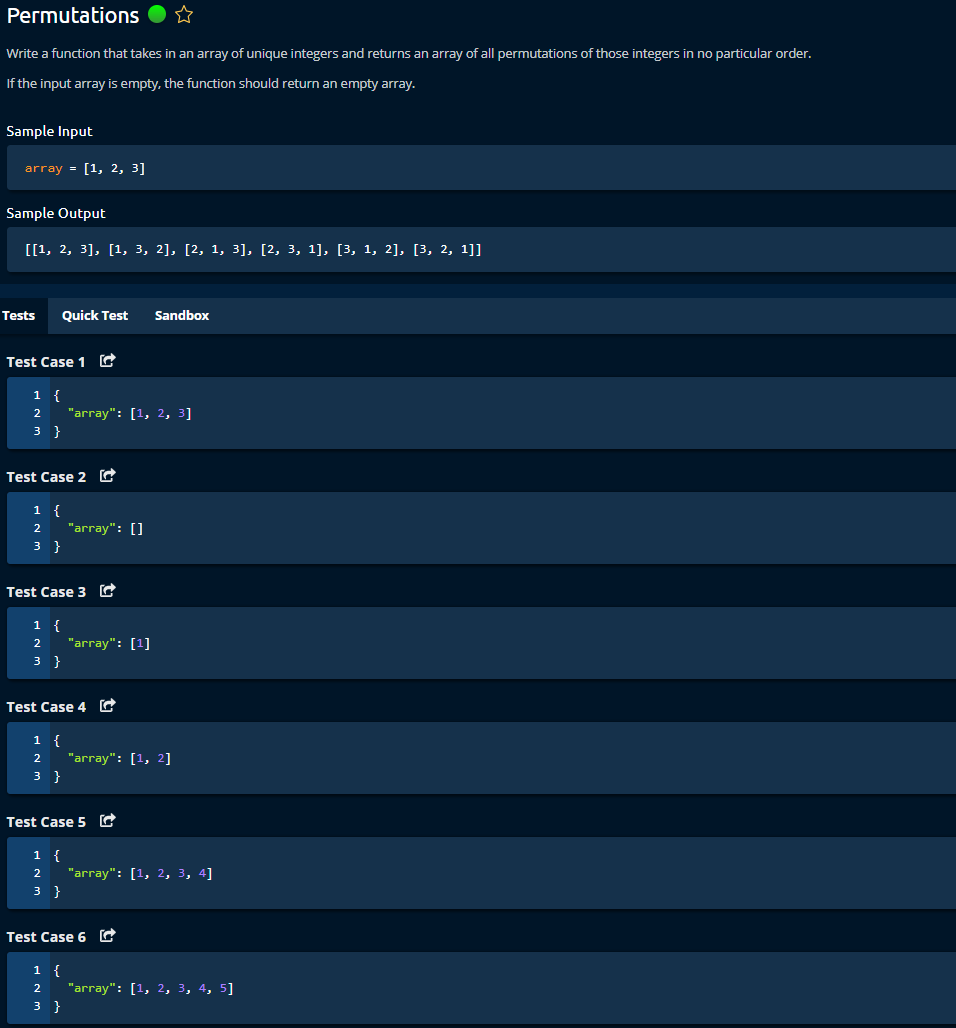 Permutations
Write a function that takes in an array of unique integers and returns an array of all permutations of those integers in no particular order.
If the input array is empty, the function should return an empty array.
Sample Input
array = [1, 2, 3]
Sample Output
[[1, 2, 3], [1, 3, 2], [2, 1, 3], [2, 3, 1], [3, 1, 2], [3, 2, 1]]
Tests Quick Test Sandbox
Test Case 1
1 {
2 "array": [1, 2, 3]
3 }
Test Case 2
1 {
2 "array": []
3 }
Test Case 3
1 {
2 "array": [1]
3 }
Test Case 4
1 {
2 "array": [1, 2]
3 }
Test Case 5
1 {
2 "array": [1, 2, 3, 4]
3 }
Test Case 6
1 {
2 "array": [1, 2, 3, 4, 5]
3 }